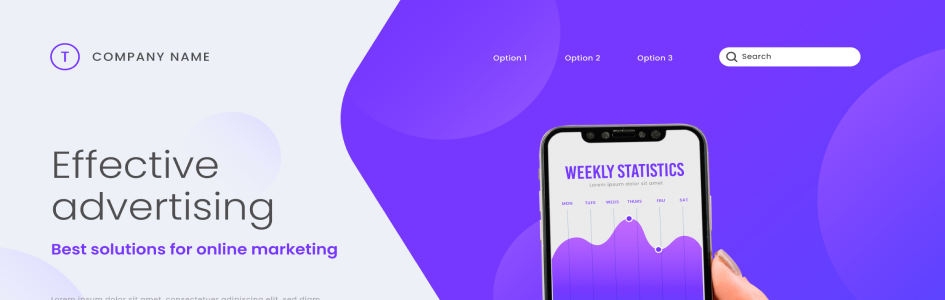 T COMPANY NAME
Option 1 Option 2 Option 3 Search
Effective
advertising
Best solutions for online marketing
Lorem ipsum dolor sit amet, consectetuer adipiscing elit, sed diam
WEEKLY STATISTICS
Lorem ipsum dolor sit amet
MON TUES WEDS THURS FRI SAT